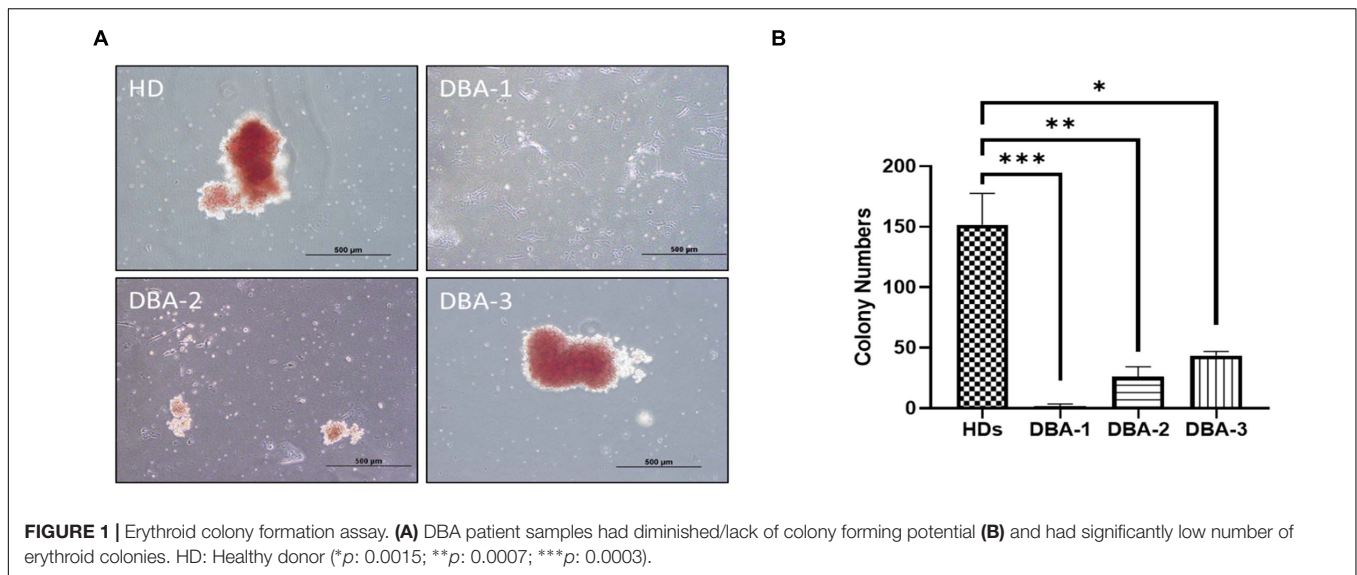 A
HD
500 µm
DBA-1
500 µm
DBA-2
500 µm
DBA-3
500 µm
B
*
**
***
200
150
100
50
0
Colony Numbers
HDs DBA-1 DBA-2 DBA-3
FIGURE 1 | Erythroid colony formation assay. (A) DBA patient samples had diminished/lack of colony forming potential (B) and had significantly low number of
erythroid colonies. HD: Healthy donor (*p: 0.0015; **p: 0.0007; ***p: 0.0003).